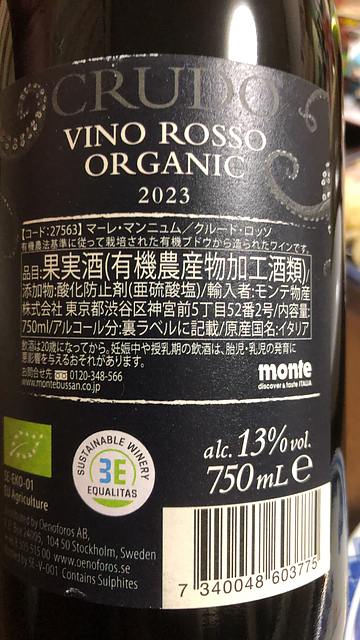 CRUDO
VINO ROSSO
ORGANIC
2023
【コード:27563】マーレ・マンニュム／クルード・ロッソ
有機農法基準に従って栽培された有機ブドウから造られたワインです。
品目:果実酒(有機農産物加工酒類)/
添加物:酸化防止剤(亜硫酸塩)/輸入者:モンテ物産
株式会社 東京都渋谷区神宮前5丁目52番2号/内容量:
750ml/アルコール分:裏ラベルに記載/原産国名:イタリア
飲酒は20歳になってから。妊娠中や授乳期の飲酒は、胎児・乳児の発育に
悪影響を与えるおそれがあります。
お問合せ先 0120-348-566
www.montebussan.co.jp
monte
discover & taste ITALIA
SE-EKO-01
EU Agriculture
SUSTAINABLE WINERY
3E
EQUALITAS
alc. 13% vol.
750 mL e
by Oenoforos AB,
24095, 104 50 Stockholm, Sweden
515 00 www.oenoforos.se
by SE-V-001 Contains Sulphites
7 340048 603775